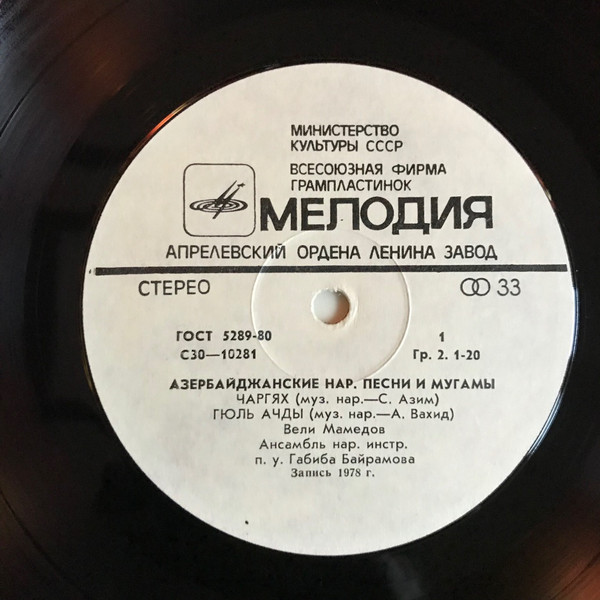 МИНИСТЕРСТВО
КУЛЬТУРЫ СССР
ВСЕСОЮЗНАЯ ФИРМА
ГРАМПЛАСТИНОК
МЕЛОДИЯ
АПРЕЛЕВСКИЙ ОРДЕНА ЛЕНИНА ЗАВОД
СТЕРЕО 33
ГОСТ 5289-80 1
С30—10281 Гр. 2. 1-20
АЗЕРБАЙДЖАНСКИЕ НАР. ПЕСНИ И МУГАМЫ
ЧАРГЯХ (муз. нар.—С. Азим)
ГЮЛЬ АЧДЫ (муз. нар.—А. Вахид)
Вели Мамедов
Ансамбль нар. инстр.
п. у. Габиба Байрамова
Запись 1978 г.